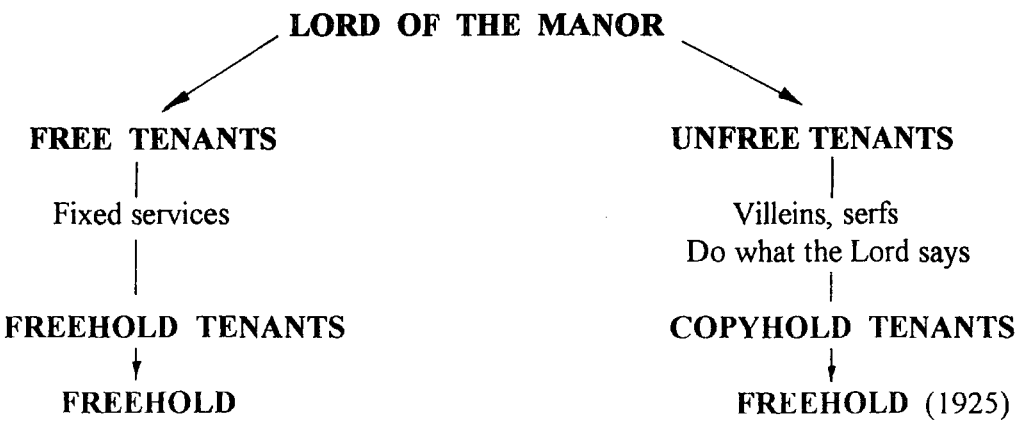 LORD OF THE MANOR
FREE TENANTS
UNFREE TENANTS
Fixed services
Villeins, serfs
Do what the Lord says
FREEHOLD TENANTS
COPYHOLD TENANTS
FREEHOLD
FREEHOLD (1925)